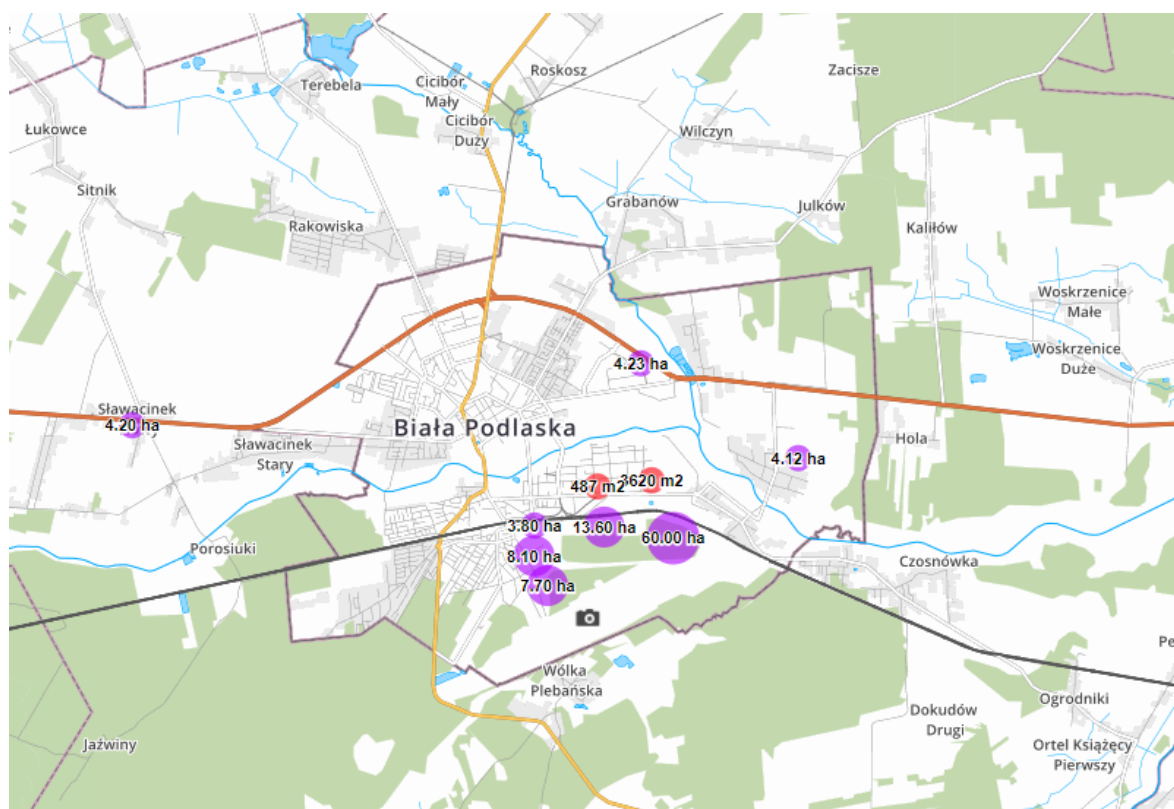 Roskosz
Zacisze
Terebela
Cicibór
Mały
Cicibór
Duży
Łukowce
Wilczyn
Sitnik
Grabanów
Julków
Rakowiska
Kaliłów
Woskrzenice
Małe
Woskrzenice
Duże
4.23 ha
Sławacinek
4.20 ha
Biała Podlaska
Sławacinek
Stary
Hola
4.12 ha
487 m2
3620 m2
3.80 ha
13.60 ha
60.00 ha
Porosiuki
8.10 ha
Czosnówka
7.70 ha
Wólka
Plebańska
Pe
Ogrodniki
Dokudów
Drugi
Jaźwiny
Ortel Książęcy
Pierwszy